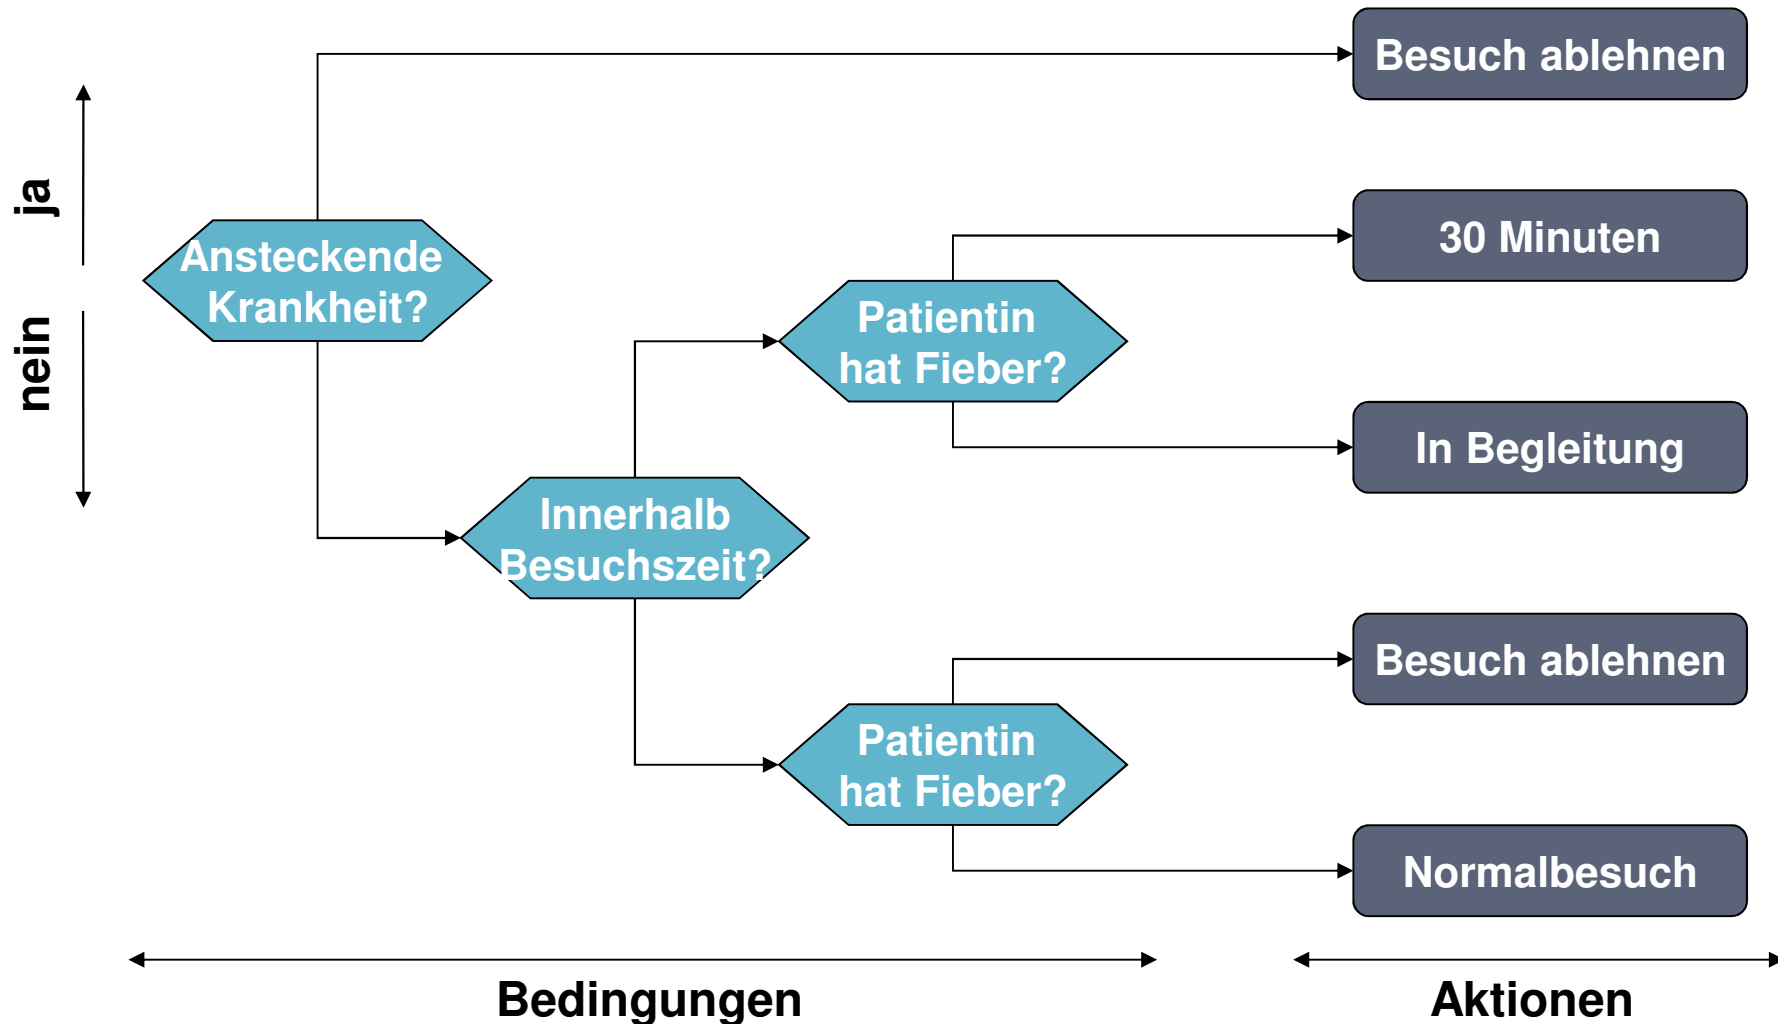 Besuch ablehnen
ja
30 Minuten
Ansteckende
Krankheit?
Patientin
hat Fieber?
nein
In Begleitung
Innerhalb
Besuchszeit?
Besuch ablehnen
Patientin
hat Fieber?
Normalbesuch
Bedingungen
Aktionen